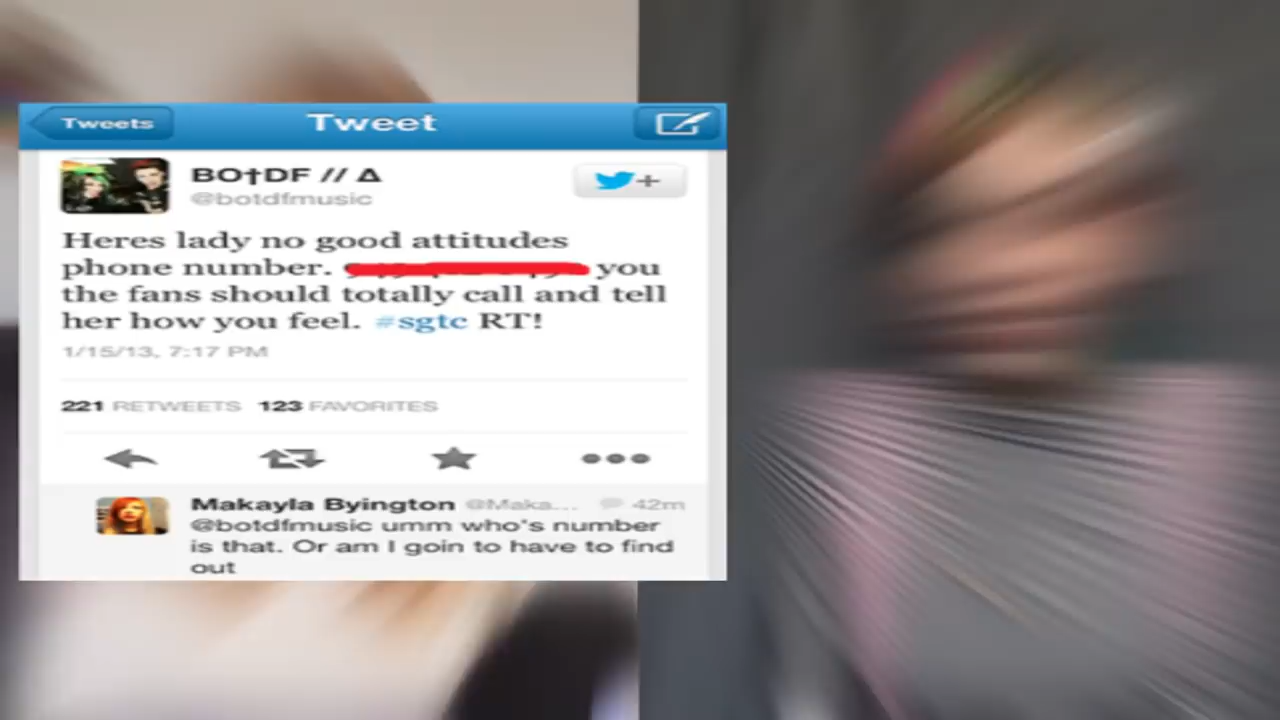 Tweets
Tweet
BO†DF // Δ
@botdfmusic
Heres lady no good attitudes
phone number. you
the fans should totally call and tell
her how you feel. #sgtc RT!
1/15/13, 7:17 PM
221 RETWEETS 123 FAVORITES
Makayla Byington @Maka... 42m
@botdfmusic umm who's number
is that. Or am I goin to have to find
out